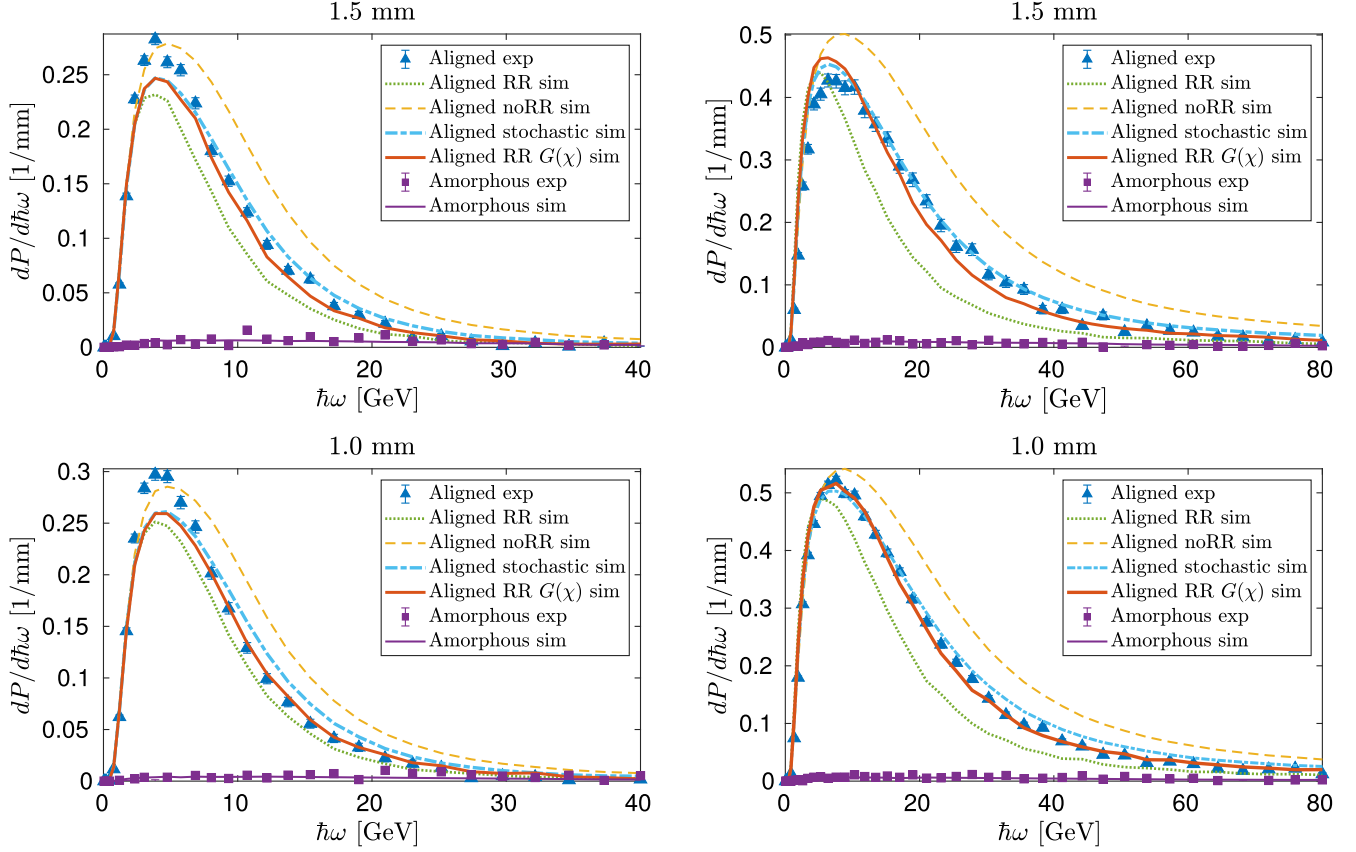 1.5 mm
dP/dħω [1/mm]
0.25
0.2
0.15
0.1
0.05
0
Aligned exp
Aligned RR sim
Aligned noRR sim
Aligned stochastic sim
Aligned RR G(χ) sim
Amorphous exp
Amorphous sim
0 10 20 30 40
ħω [GeV]
1.5 mm
dP/dħω [1/mm]
0.5
0.4
0.3
0.2
0.1
0
Aligned exp
Aligned RR sim
Aligned noRR sim
Aligned stochastic sim
Aligned RR G(χ) sim
Amorphous exp
Amorphous sim
0 20 40 60 80
ħω [GeV]
1.0 mm
dP/dħω [1/mm]
0.3
0.25
0.2
0.15
0.1
0.05
0
Aligned exp
Aligned RR sim
Aligned noRR sim
Aligned stochastic sim
Aligned RR G(χ) sim
Amorphous exp
Amorphous sim
0 10 20 30 40
ħω [GeV]
1.0 mm
dP/dħω [1/mm]
0.5
0.4
0.3
0.2
0.1
0
Aligned exp
Aligned RR sim
Aligned noRR sim
Aligned stochastic sim
Aligned RR G(χ) sim
Amorphous exp
Amorphous sim
0 20 40 60 80
ħω [GeV]